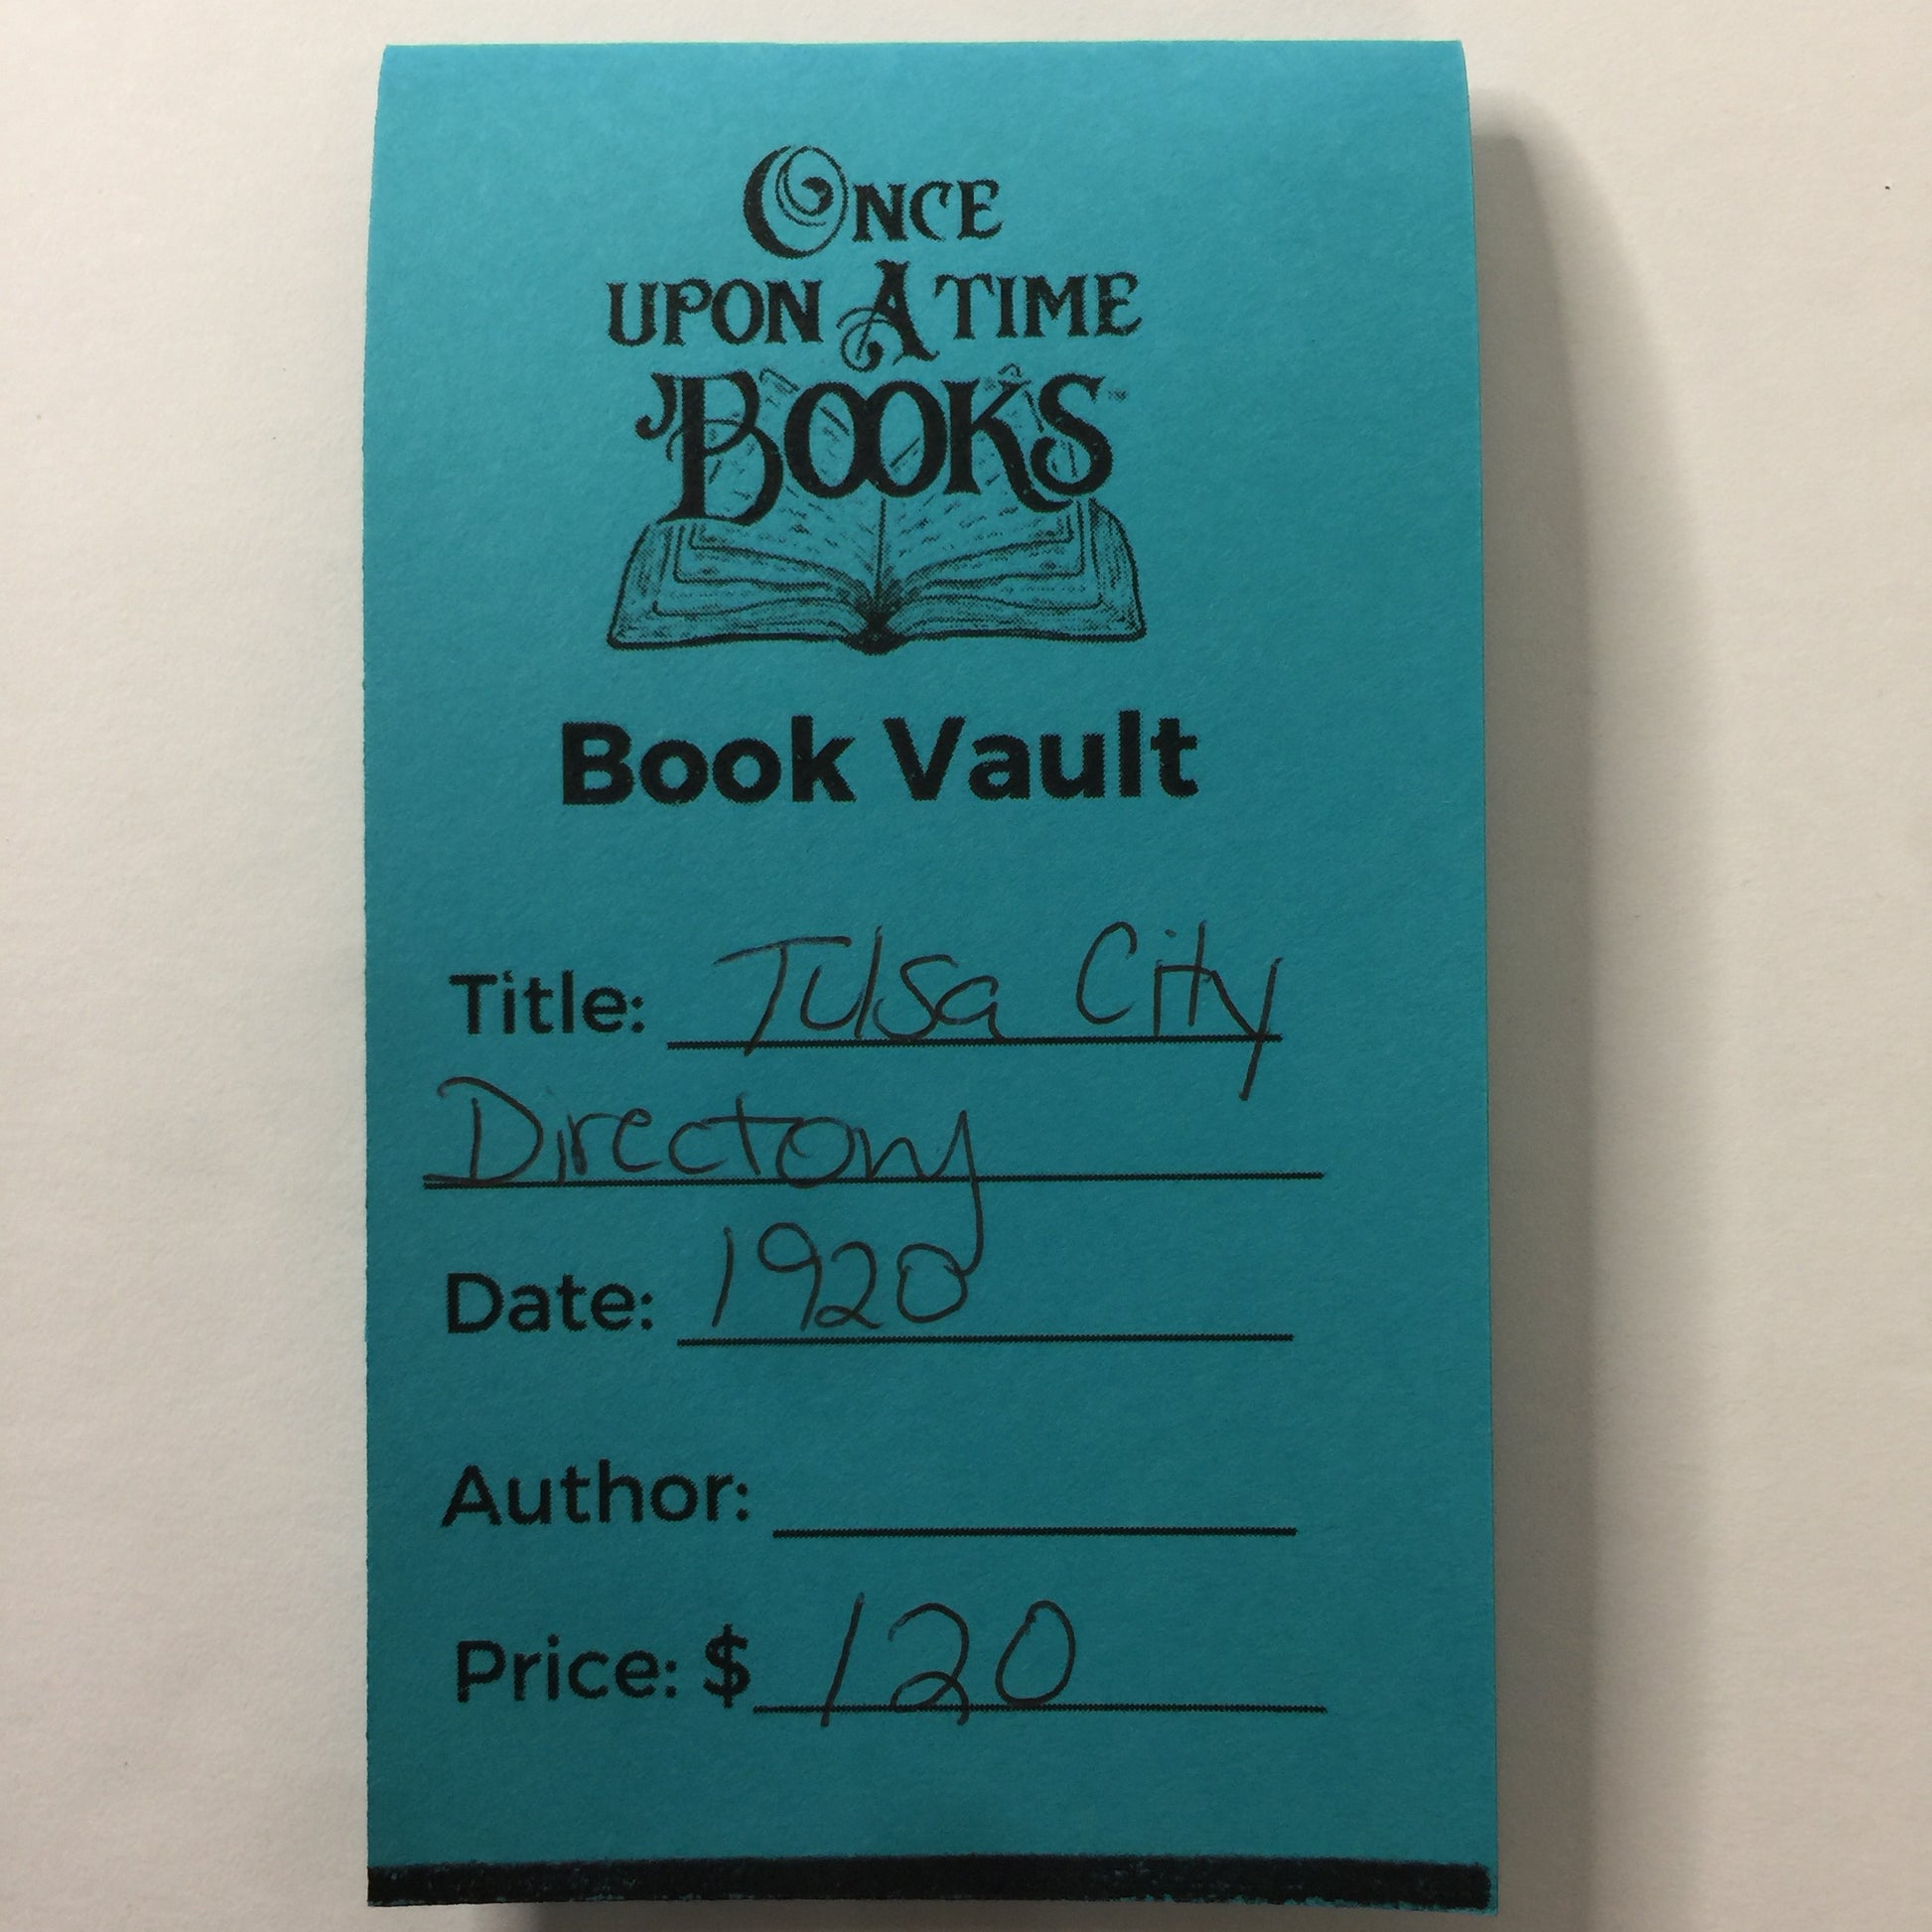 ONCE
UPON A TIME
BOOKS
Book Vault
Title: Tulsa City
Directory
Date: 1920
Author:
Price: $ 120